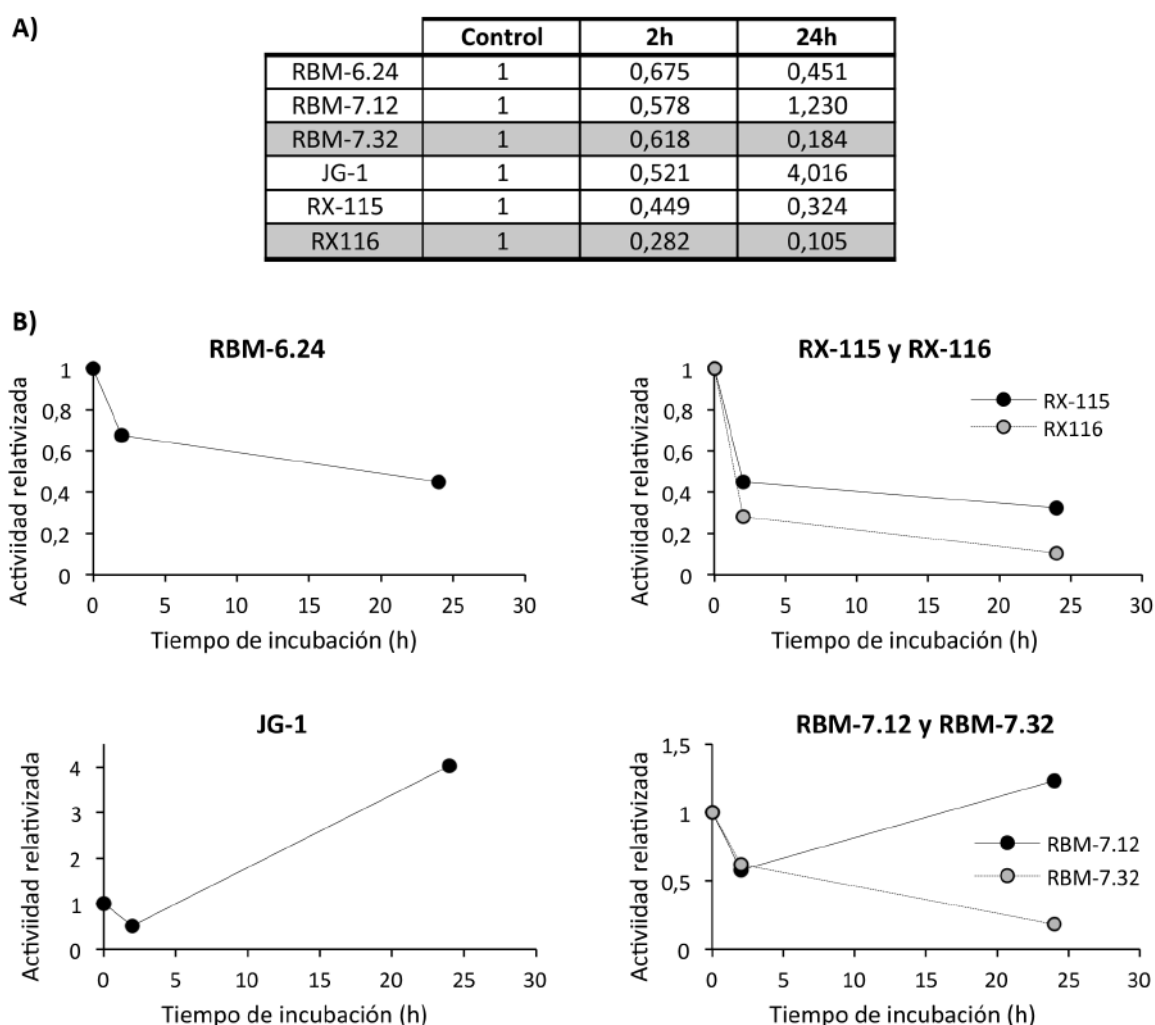 A)
Control 2h 24h
RBM-6.24 1 0,675 0,451
RBM-7.12 1 0,578 1,230
RBM-7.32 1 0,618 0,184
JG-1 1 0,521 4,016
RX-115 1 0,449 0,324
RX116 1 0,282 0,105
B)
RBM-6.24
Activiidad relativizada
1
0,8
0,6
0,4
0,2
0
0 5 10 15 20 25 30
Tiempo de incubación (h)
RX-115 y RX-116
Activiidad relativizada
1
0,8
0,6
0,4
0,2
0
RX-115
RX116
0 5 10 15 20 25 30
Tiempo de incubación (h)
JG-1
Activiidad relativizada
4
3
2
1
0
0 5 10 15 20 25 30
Tiempo de incubación (h)
RBM-7.12 y RBM-7.32
Activiidad relativizada
1,5
1
0,5
0
RBM-7.12
RBM-7.32
0 5 10 15 20 25 30
Tiempo de incubación (h)